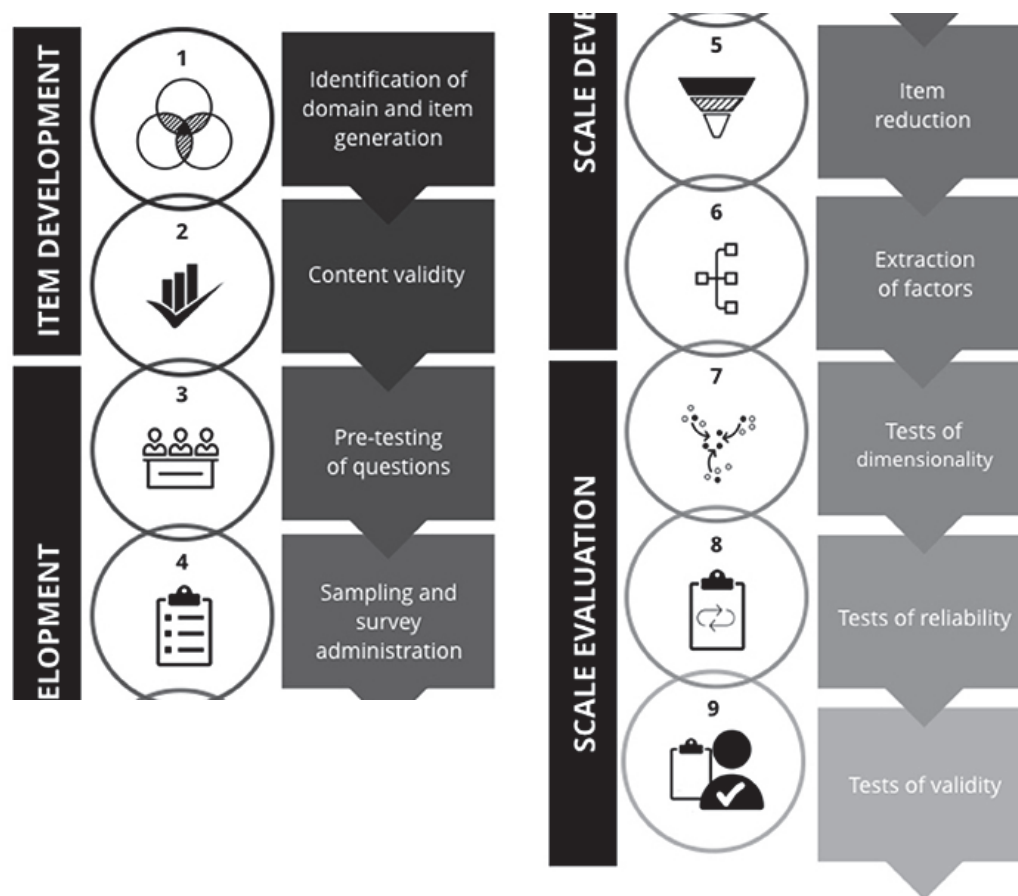 ITEM DEVELOPMENT
1
Identification of
domain and item
generation
2
Content validity
ELOPMENT
3
Pre-testing
of questions
4
Sampling and
survey
administration
SCALE DEVE
5
Item
reduction
6
Extraction
of factors
SCALE EVALUATION
7
Tests of
dimensionality
8
Tests of reliability
9
Tests of validity